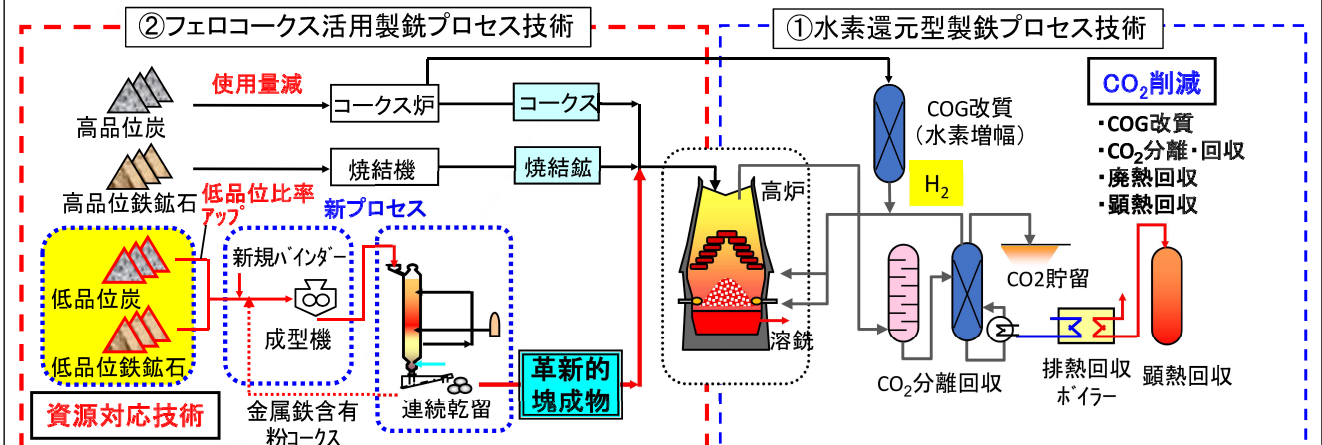 ②フェロコークス活用製銑プロセス技術
①水素還元型製鉄プロセス技術
使用量減
高品位炭
コークス炉
コークス
COG改質
(水素増幅)
CO₂削減
・COG改質
・CO₂分離・回収
・廃熱回収
・顕熱回収
高品位鉄鉱石
焼結機
焼結鉱
高炉
H₂
低品位比率
アップ
新プロセス
低品位炭
低品位鉄鉱石
新規バインダー
成型機
連続乾留
革新的
塊成物
溶銑
CO₂分離回収
CO2貯留
排熱回収
ボイラー
顕熱回収
資源対応技術
金属鉄含有
粉コークス